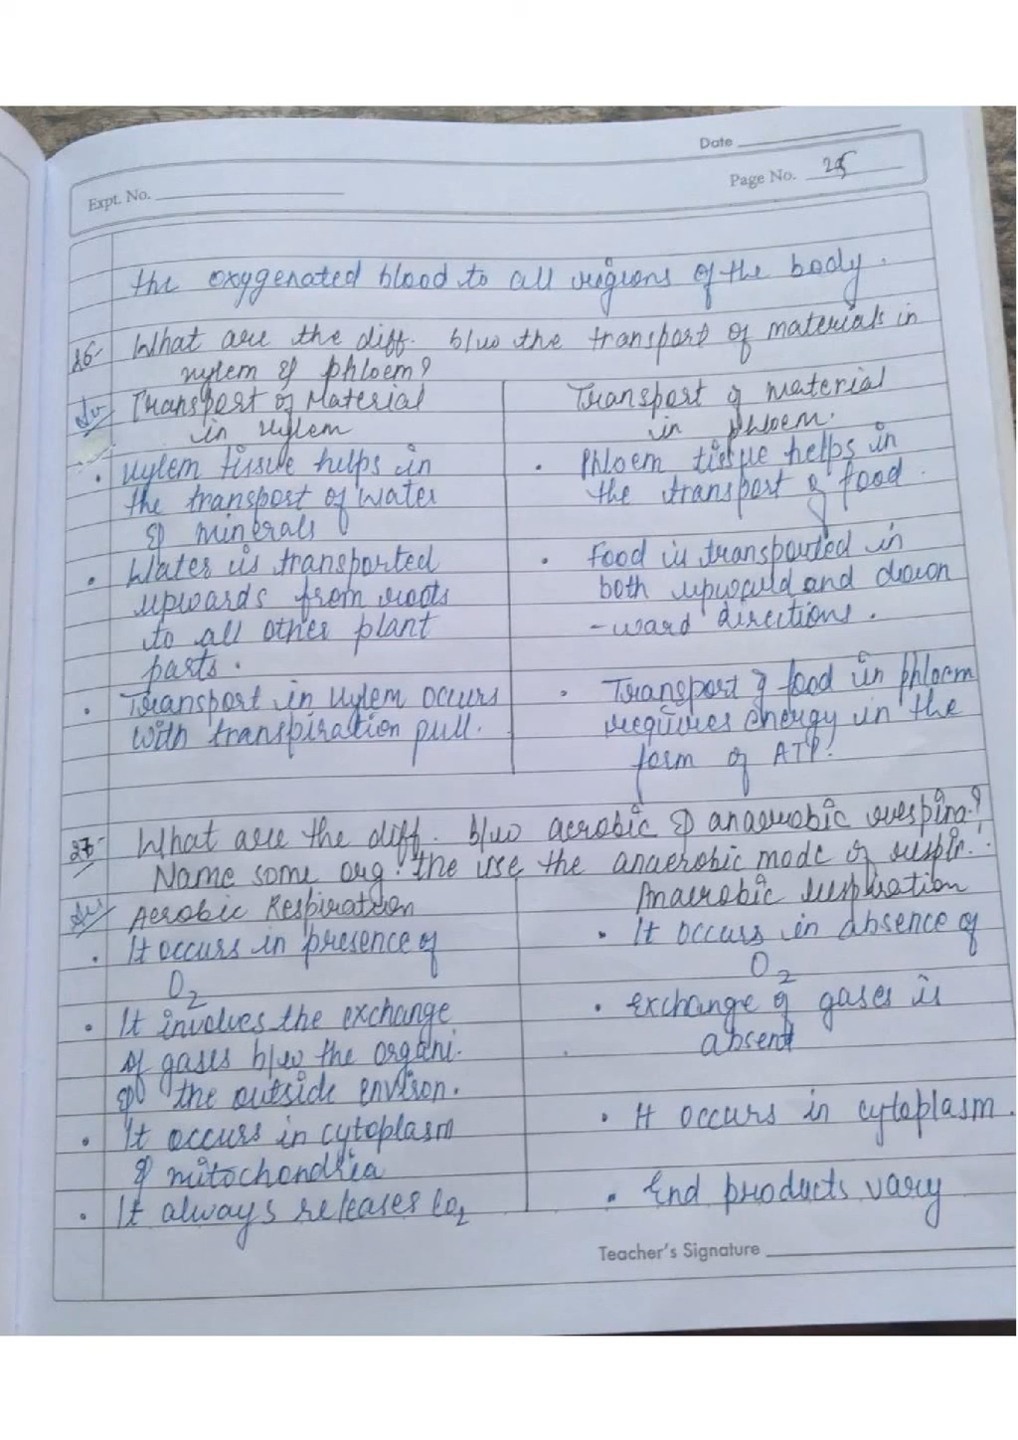 Date
Page No. 25
Expt. No.
the oxygenated blood to all regions of the body.
26- What are the diff. b/w the transport of materials in
xylem & phloem?
Transport of Material
in xylem
Transport of material
in phloem.
• xylem tissue helps in
the transport of water
& minerals
• Phloem tissue helps in
the transport of food.
• Water is transported
upwards from roots
to all other plant
parts.
• Food is transported in
both upward and down
-ward directions.
• Transport in xylem occurs
with transpiration pull.
• Transport of food in phloem
requires energy in the
form of ATP.
27- What are the diff. b/w aerobic & anaerobic respira.?
Name some org. the use the anaerobic mode of respir.
Aerobic Respiration
Anaerobic respiration
• It occurs in presence of
O2
• It occurs in absence of
O2
• It involves the exchange
of gases b/w the organi.
& the outside environ.
• exchange of gases is
absent
• It occurs in cytoplasm
& mitochondria
• It occurs in cytoplasm.
• It always releases CO2
• End products vary
Teacher's Signature